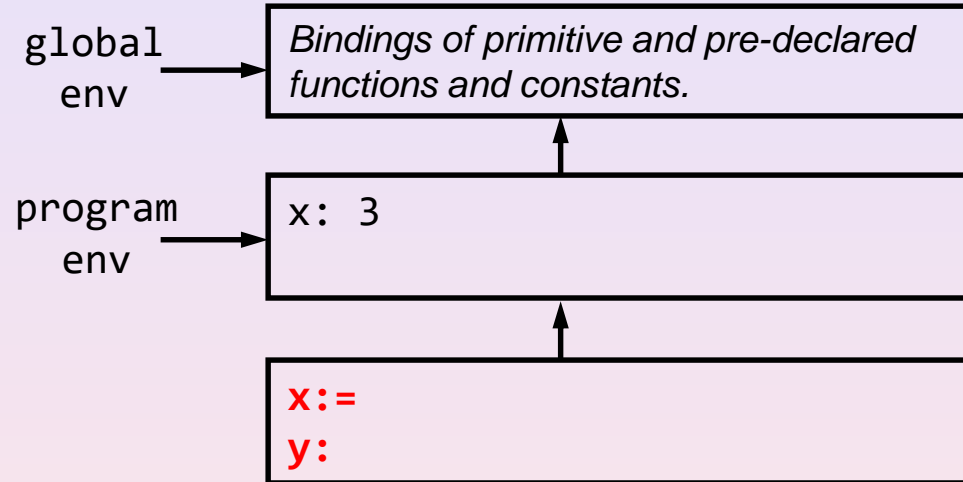 global
env
Bindings of primitive and pre-declared
functions and constants.
program
env
x: 3
x:=
y: